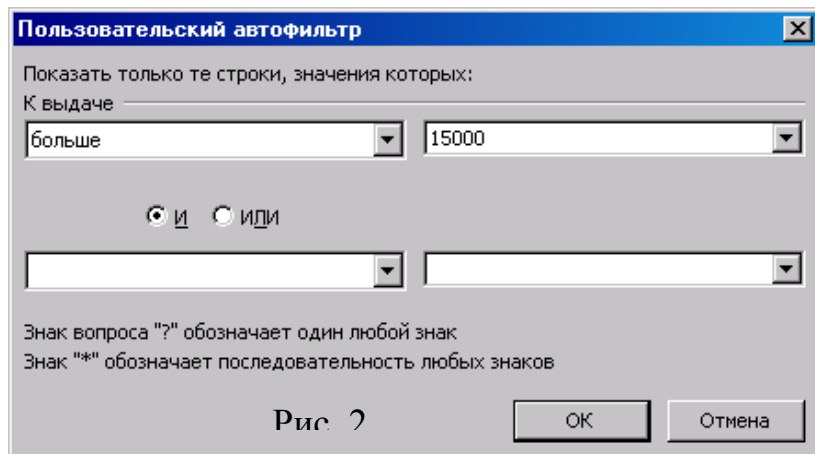 Пользовательский автофильтр
Показать только те строки, значения которых:
К выдаче
больше 15000
И ИЛИ
Знак вопроса "?" обозначает один любой знак
Знак "*" обозначает последовательность любых знаков
Рис. 2 ОК Отмена